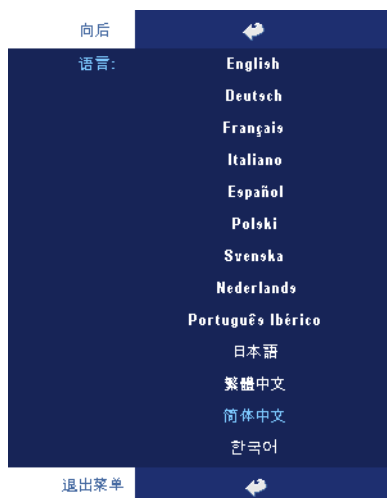 向后
语言:
English
Deutsch
Français
Italiano
Español
Polski
Svenska
Nederlands
Português Ibérico
日本語
繁體中文
简体中文
한국어
退出菜单